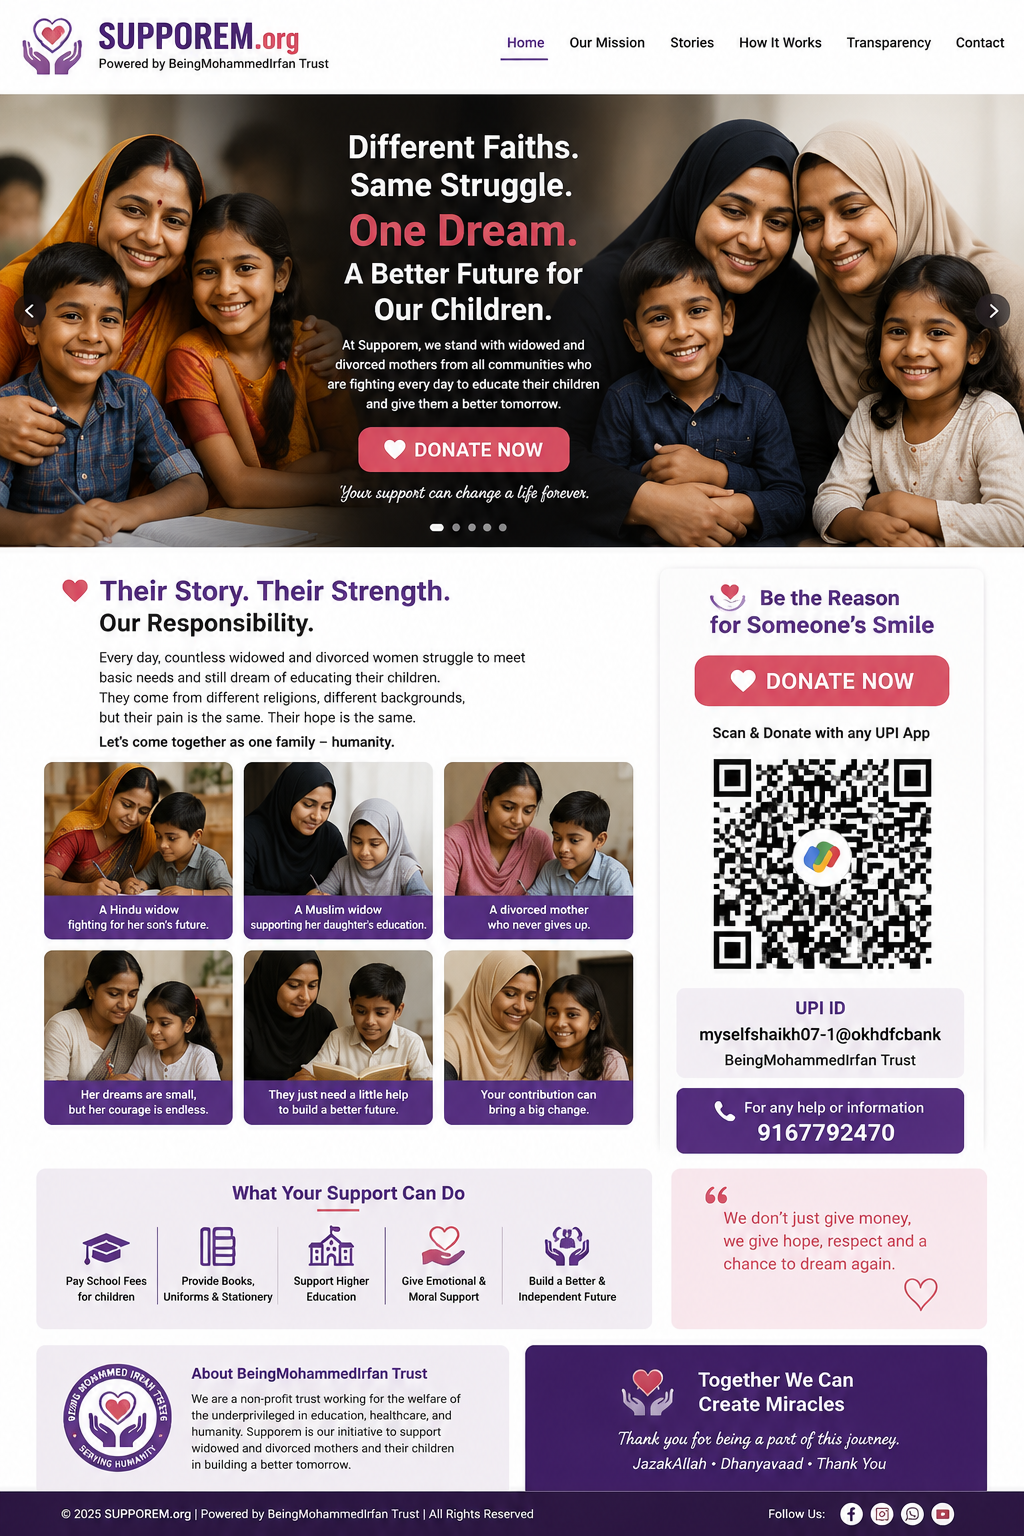 SUPPOREM.org
Powered by BeingMohammedIrfan Trust
Home
Our Mission
Stories
How It Works
Transparency
Contact
Different Faiths.
Same Struggle.
One Dream.
A Better Future for
Our Children.
At Supporem, we stand with widowed and
divorced mothers from all communities who
are fighting every day to educate their children
and give them a better tomorrow.
DONATE NOW
Your support can change a life forever.
Their Story. Their Strength.
Our Responsibility.
Every day, countless widowed and divorced women struggle to meet
basic needs and still dream of educating their children.
They come from different religions, different backgrounds,
but their pain is the same. Their hope is the same.
Let's come together as one family – humanity.
A Hindu widow
fighting for her son's future.
A Muslim widow
supporting her daughter's education.
A divorced mother
who never gives up.
Her dreams are small,
but her courage is endless.
They just need a little help
to build a better future.
Your contribution can
bring a big change.
Be the Reason
for Someone's Smile
DONATE NOW
Scan & Donate with any UPI App
UPI ID
myselfshaikh07-1@okhdfcbank
BeingMohammedIrfan Trust
For any help or information
9167792470
What Your Support Can Do
Pay School Fees
for children
Provide Books,
Uniforms & Stationery
Support Higher
Education
Give Emotional &
Moral Support
Build a Better &
Independent Future
“
We don't just give money,
we give hope, respect and a
chance to dream again.
SERVING HUMANITY
About BeingMohammedIrfan Trust
We are a non-profit trust working for the welfare of
the underprivileged in education, healthcare, and
humanity. Supporem is our initiative to support
widowed and divorced mothers and their children
in building a better tomorrow.
Together We Can
Create Miracles
Thank you for being a part of this journey.
JazakAllah • Dhanyavaad • Thank You
© 2025 SUPPOREM.org | Powered by BeingMohammedIrfan Trust | All Rights Reserved
Follow Us: